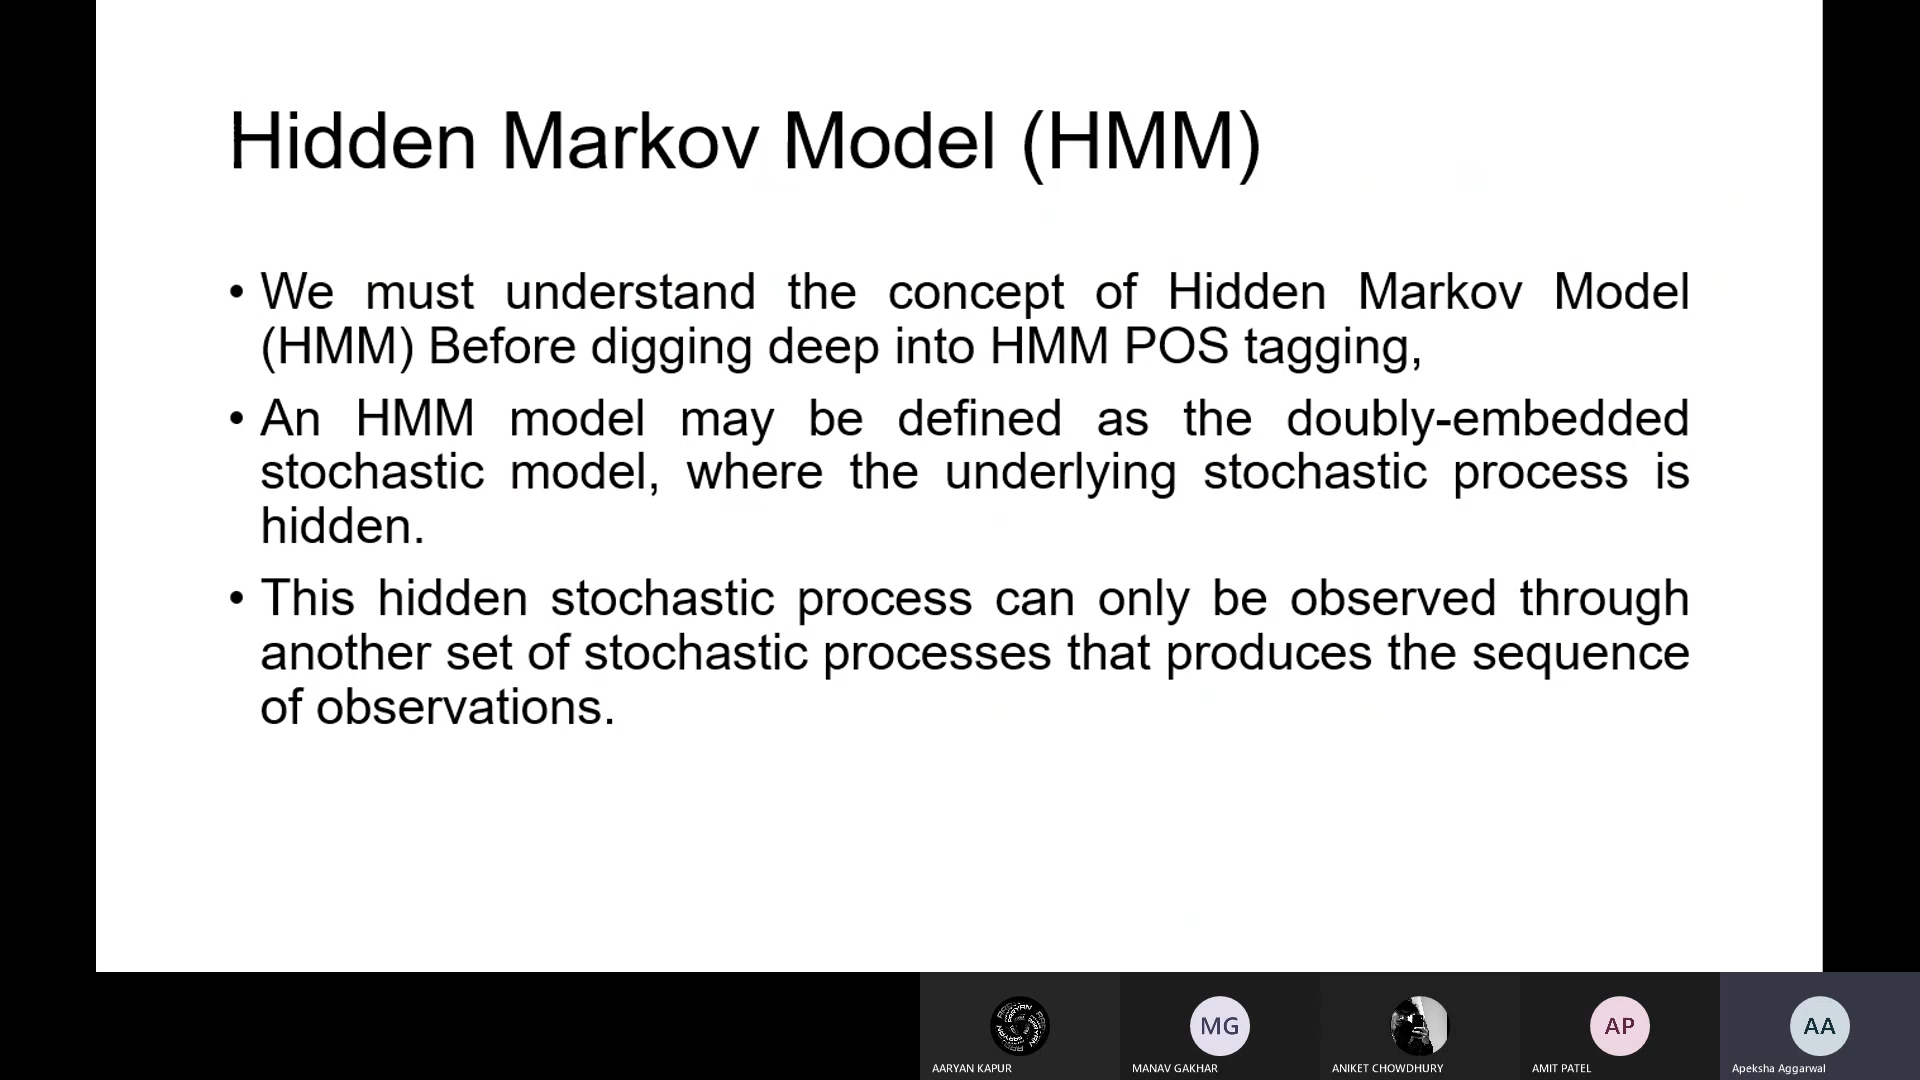 Hidden Markov Model (HMM)
• We must understand the concept of Hidden Markov Model
(HMM) Before digging deep into HMM POS tagging,
• An HMM model may be defined as the doubly-embedded
stochastic model, where the underlying stochastic process is
hidden.
• This hidden stochastic process can only be observed through
another set of stochastic processes that produces the sequence
of observations.
MG
AP
AA
AARYAN KAPUR
MANAV GAKHAR
ANIKET CHOWDHURY
AMIT PATEL
Apeksha Aggarwal